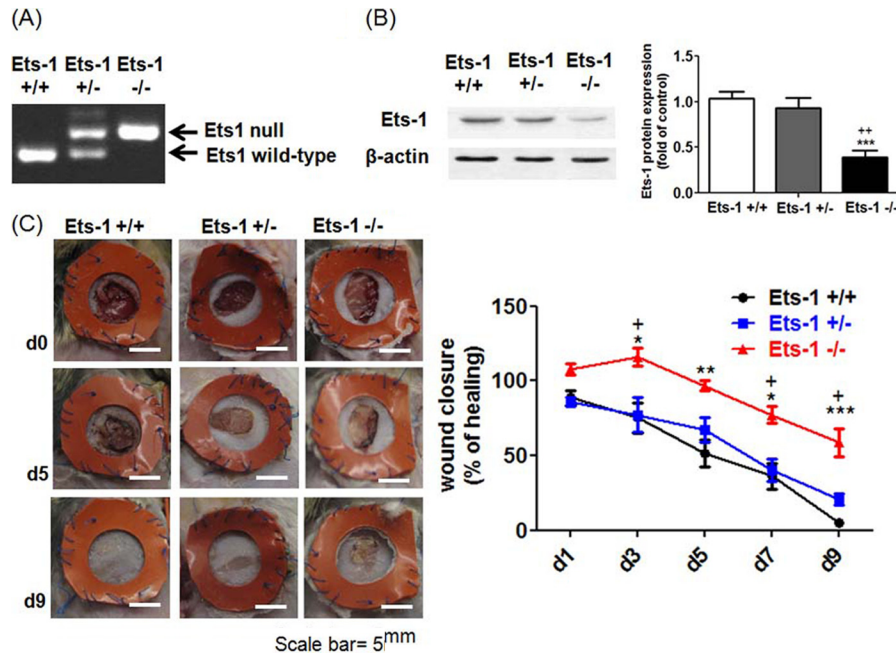 (A)
Ets-1 Ets-1 Ets-1
+/+ +/- -/-
Ets1 null
Ets1 wild-type
(B)
Ets-1 Ets-1 Ets-1
+/+ +/- -/-
Ets-1
β-actin
Ets-1 protein expression
(fold of control)
1.5
1.0
0.5
0.0
++
***
Ets-1 +/+ Ets-1 +/- Ets-1 -/-
(C)
Ets-1 +/+ Ets-1 +/- Ets-1 -/-
d0
d5
d9
Scale bar= 5mm
wound closure
(% of healing)
150
100
50
0
+
*
**
+
*
+
***
Ets-1 +/+
Ets-1 +/-
Ets-1 -/-
d1 d3 d5 d7 d9